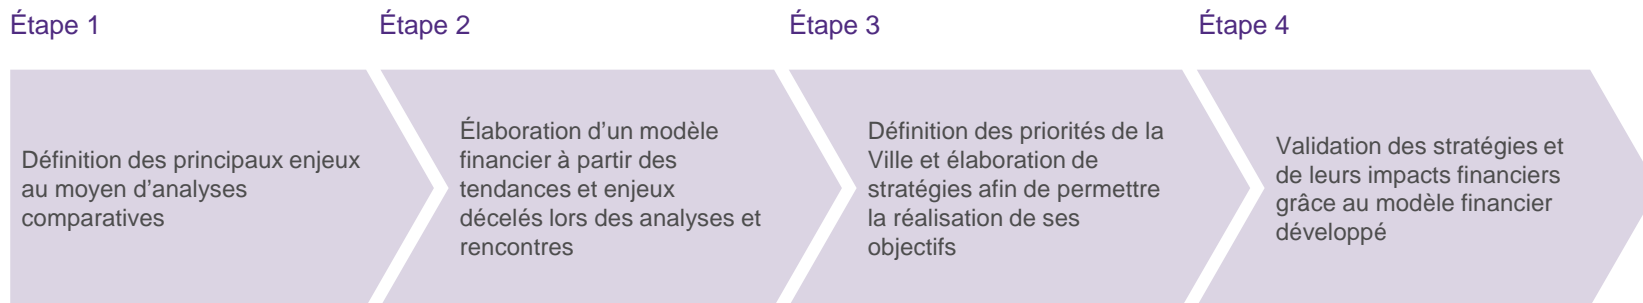 Étape 1
Définition des principaux enjeux
au moyen d’analyses
comparatives
Étape 2
Élaboration d’un modèle
financier à partir des
tendances et enjeux
décelés lors des analyses et
rencontres
Étape 3
Définition des priorités de la
Ville et élaboration de
stratégies afin de permettre
la réalisation de ses
objectifs
Étape 4
Validation des stratégies et
de leurs impacts financiers
grâce au modèle financier
développé